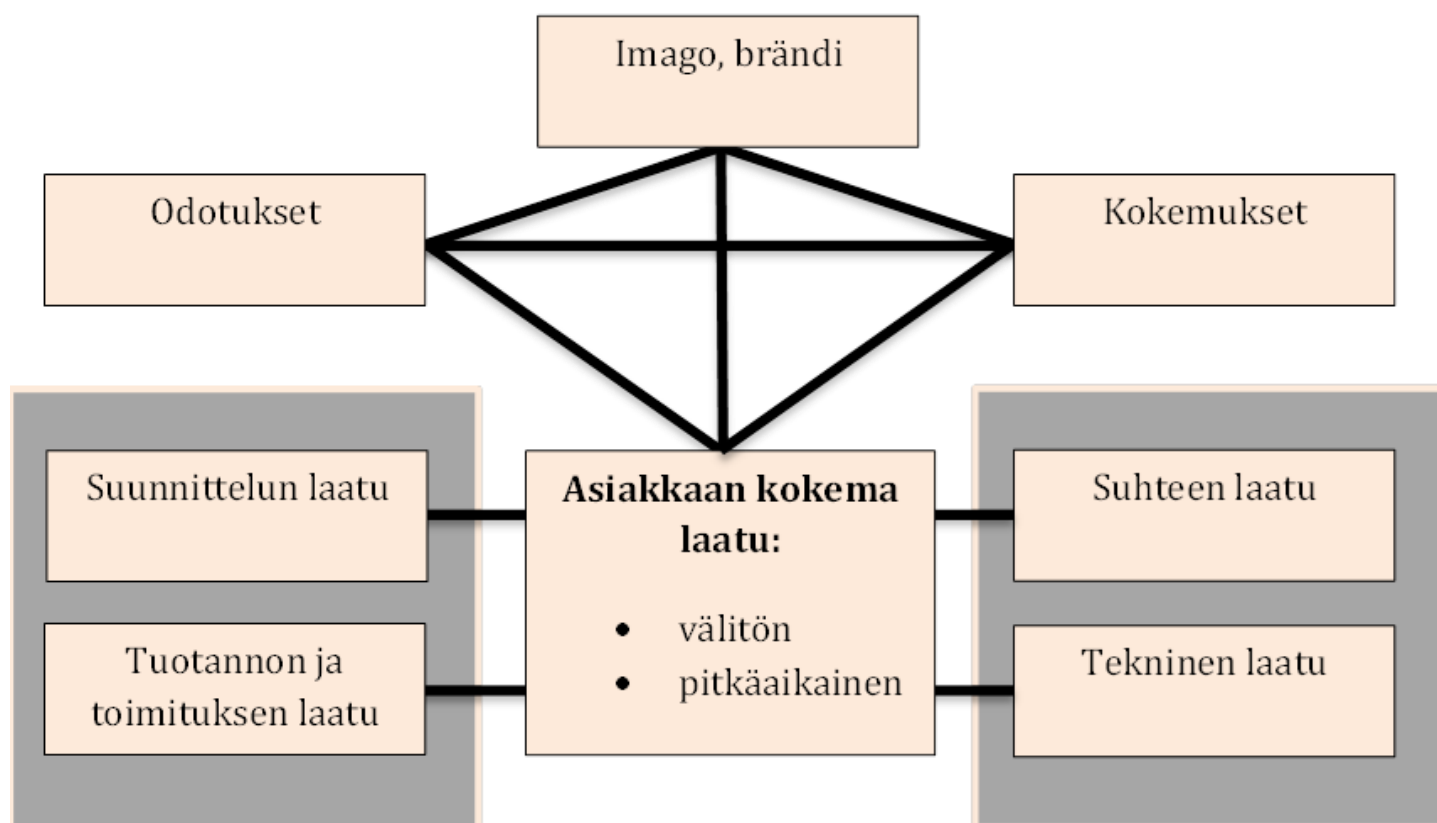 Imago, brändi
Odotukset
Kokemukset
Suunnittelun laatu
Tuotannon ja
toimituksen laatu
Asiakkaan kokema
laatu:
• välitön
• pitkäaikainen
Suhteen laatu
Tekninen laatu